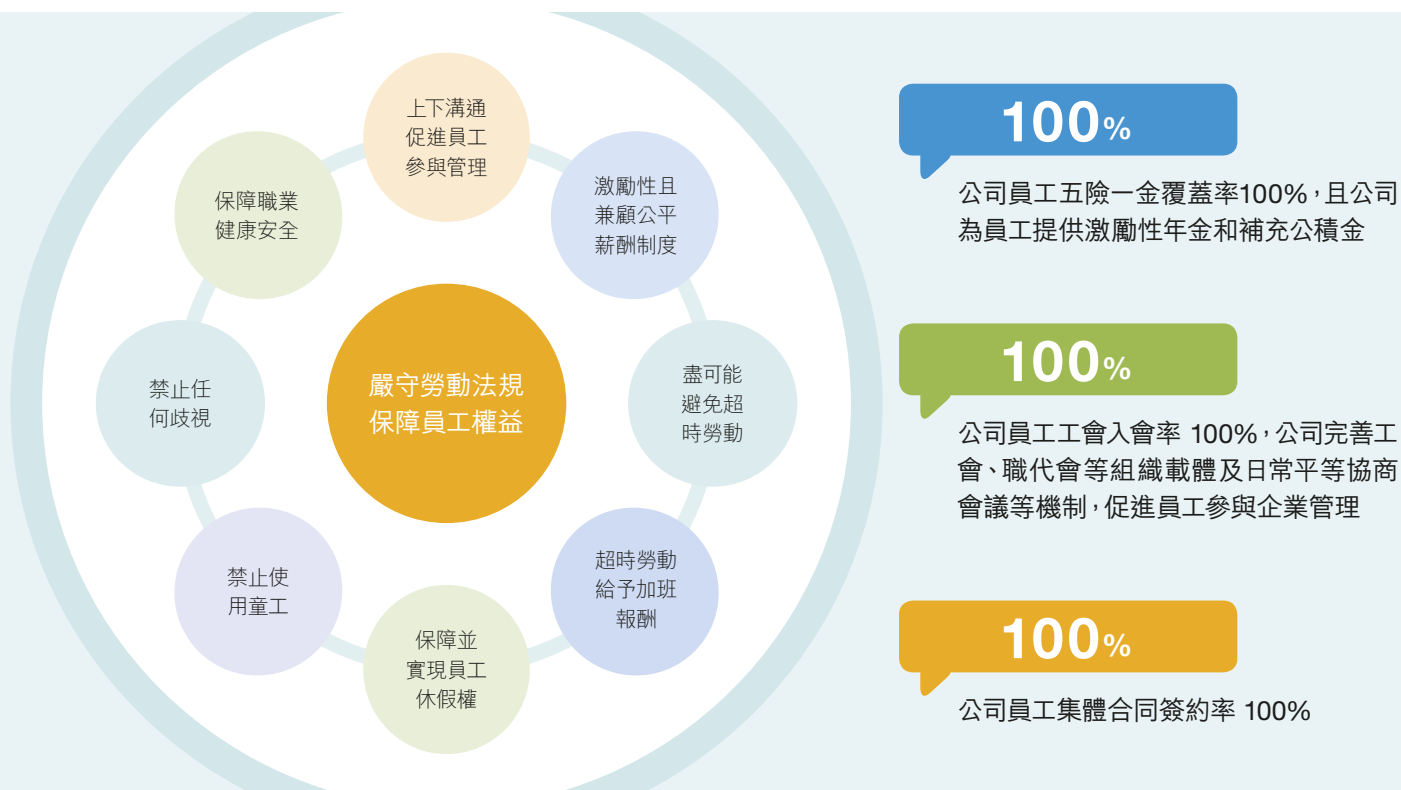 上下溝通
促進員工
參與管理
激勵性且
兼顧公平
薪酬制度
盡可能
避免超
時勞動
超時勞動
給予加班
報酬
保障並
實現員工
休假權
禁止使
用童工
禁止任
何歧視
保障職業
健康安全
嚴守勞動法規
保障員工權益
100%
公司員工五險一金覆蓋率100%，且公司
為員工提供激勵性年金和補充公積金
100%
公司員工工會入會率 100%，公司完善工
會、職代會等組織載體及日常平等協商
會議等機制，促進員工參與企業管理
100%
公司員工集體合同簽約率 100%